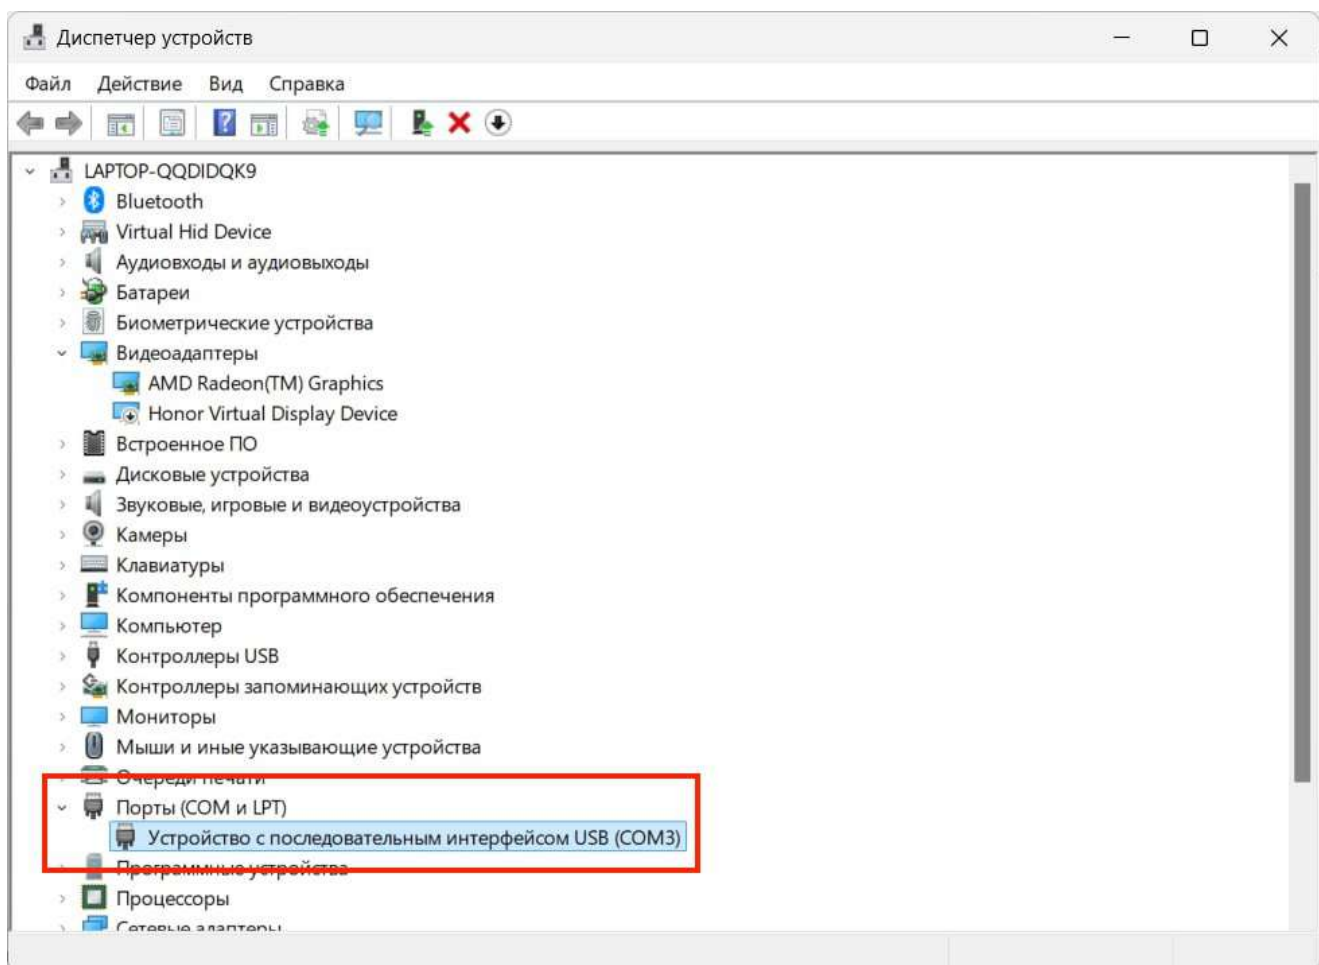 Диспетчер устройств
Файл Действие Вид Справка
LAPTOP-QQDIDQK9
Bluetooth
Virtual Hid Device
Аудиовходы и аудиовыходы
Батареи
Биометрические устройства
Видеоадаптеры
AMD Radeon(TM) Graphics
Honor Virtual Display Device
Встроенное ПО
Дисковые устройства
Звуковые, игровые и видеоустройства
Камеры
Клавиатуры
Компоненты программного обеспечения
Компьютер
Контроллеры USB
Контроллеры запоминающих устройств
Мониторы
Мыши и иные указывающие устройства
Очереди печати
Порты (COM и LPT)
Устройство с последовательным интерфейсом USB (COM3)
Программные устройства
Процессоры
Сетевые адаптеры